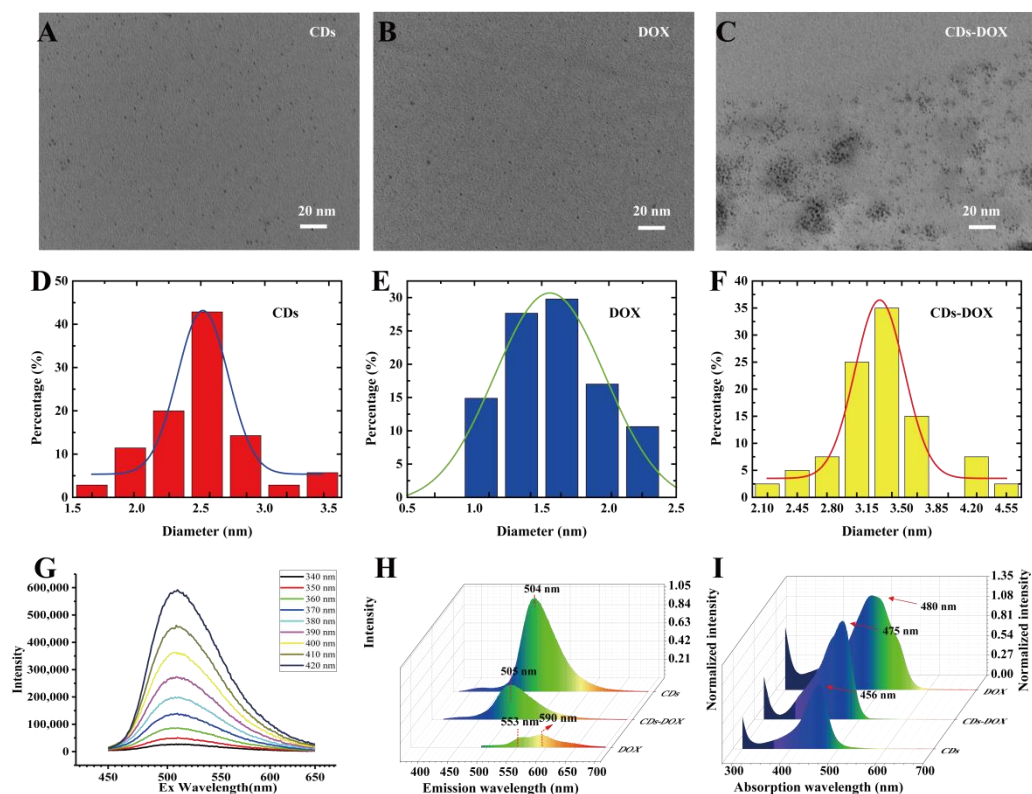 A
CDs
20 nm
B
DOX
20 nm
C
CDs-DOX
20 nm
D
CDs
50
40
30
20
10
0
Percentage (%)
1.5 2.0 2.5 3.0 3.5
Diameter (nm)
E
DOX
30
25
20
15
10
5
0
Percentage (%)
0.5 1.0 1.5 2.0 2.5
Diameter (nm)
F
CDs-DOX
40
35
30
25
20
15
10
5
0
Percentage (%)
2.10 2.45 2.80 3.15 3.50 3.85 4.20 4.55
Diameter (nm)
G
600,000
500,000
400,000
300,000
200,000
100,000
0
Intensity
340 nm
350 nm
360 nm
370 nm
380 nm
390 nm
400 nm
410 nm
420 nm
450 500 550 600 650
Ex Wavelength(nm)
H
Intensity
1.05
0.84
0.63
0.42
0.21
504 nm
505 nm
553 nm
590 nm
CDs
CDs-DOX
DOX
400 450 500 550 600 650 700
Emission wavelength (nm)
I
Normalized intensity
1.35
1.08
0.81
0.54
0.27
0.00
Normalized intensity
480 nm
475 nm
456 nm
DOX
CDs-DOX
CDs
300 400 500 600 700
Absorption wavelength (nm)